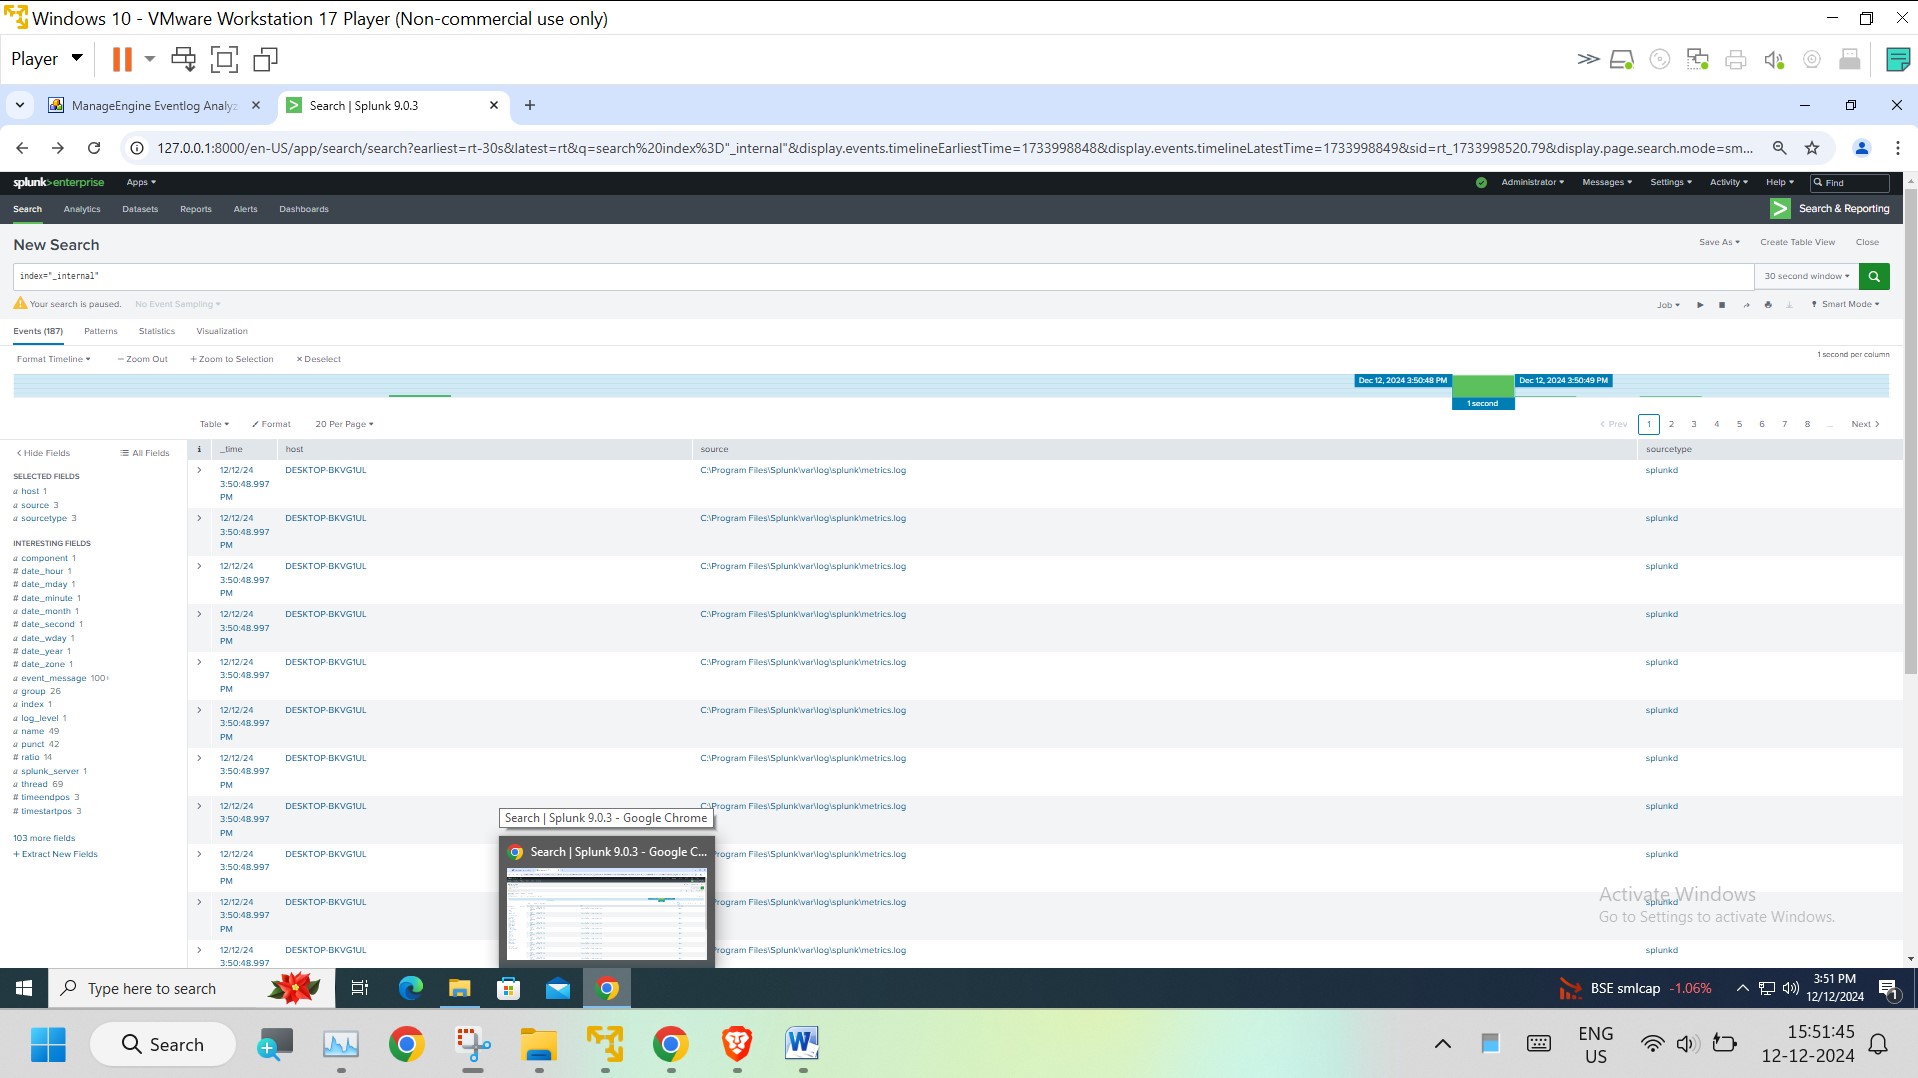 Windows 10 - VMware Workstation 17 Player (Non-commercial use only)
Player
ManageEngine Eventlog Analyz
Search | Splunk 9.0.3
127.0.0.1:8000/en-US/app/search/search?earliest=rt-30s&latest=rt&q=search%20index%3D"_internal"&display.events.timelineEarliestTime=1733998848&display.events.timelineLatestTime=1733998849&sid=rt_1733998520.79&display.page.search.mode=sm...
splunk>enterprise Apps Administrator Messages Settings Activity Help Find
Search Analytics Datasets Reports Alerts Dashboards Search & Reporting
New Search Save As Create Table View Close
index="_internal" 30 second window
Your search is paused. No Event Sampling Job Smart Mode
Events (187) Patterns Statistics Visualization
Format Timeline — Zoom Out + Zoom to Selection × Deselect 1 second per column
Dec 12, 2024 3:50:48 PM Dec 12, 2024 3:50:49 PM
1 second
Table Format 20 Per Page < Prev 1 2 3 4 5 6 7 8 ... Next >
< Hide Fields All Fields
i _time host source sourcetype
SELECTED FIELDS
a host 1
a source 3
a sourcetype 3
INTERESTING FIELDS
a component 1
# date_hour 1
# date_mday 1
# date_minute 1
a date_month 1
# date_second 1
a date_wday 1
# date_year 1
# date_zone 1
a event_message 100+
a group 26
a index 1
a log_level 1
a name 49
a punct 42
# ratio 14
a splunk_server 1
a thread 69
# timeendpos 3
# timestartpos 3
103 more fields
+ Extract New Fields
12/12/24 DESKTOP-BKVG1UL C:\Program Files\Splunk\var\log\splunk\metrics.log splunkd
3:50:48.997
PM
12/12/24 DESKTOP-BKVG1UL C:\Program Files\Splunk\var\log\splunk\metrics.log splunkd
3:50:48.997
PM
12/12/24 DESKTOP-BKVG1UL C:\Program Files\Splunk\var\log\splunk\metrics.log splunkd
3:50:48.997
PM
12/12/24 DESKTOP-BKVG1UL C:\Program Files\Splunk\var\log\splunk\metrics.log splunkd
3:50:48.997
PM
12/12/24 DESKTOP-BKVG1UL C:\Program Files\Splunk\var\log\splunk\metrics.log splunkd
3:50:48.997
PM
12/12/24 DESKTOP-BKVG1UL C:\Program Files\Splunk\var\log\splunk\metrics.log splunkd
3:50:48.997
PM
12/12/24 DESKTOP-BKVG1UL C:\Program Files\Splunk\var\log\splunk\metrics.log splunkd
3:50:48.997
PM
12/12/24 DESKTOP-BKVG1UL C:\Program Files\Splunk\var\log\splunk\metrics.log splunkd
3:50:48.997
PM
12/12/24 DESKTOP-BKVG1UL rogram Files\Splunk\var\log\splunk\metrics.log splunkd
3:50:48.997
PM
12/12/24 DESKTOP-BKVG1UL rogram Files\Splunk\var\log\splunk\metrics.log splunkd
3:50:48.997
PM
12/12/24 DESKTOP-BKVG1UL rogram Files\Splunk\var\log\splunk\metrics.log splunkd
3:50:48.997
Search | Splunk 9.0.3 - Google Chrome
Search | Splunk 9.0.3 - Google C...
Activate Windows
Go to Settings to activate Windows.
Type here to search BSE smlcap -1.06% 3:51 PM
12/12/2024 1
Search ENG
US
15:51:45
12-12-2024